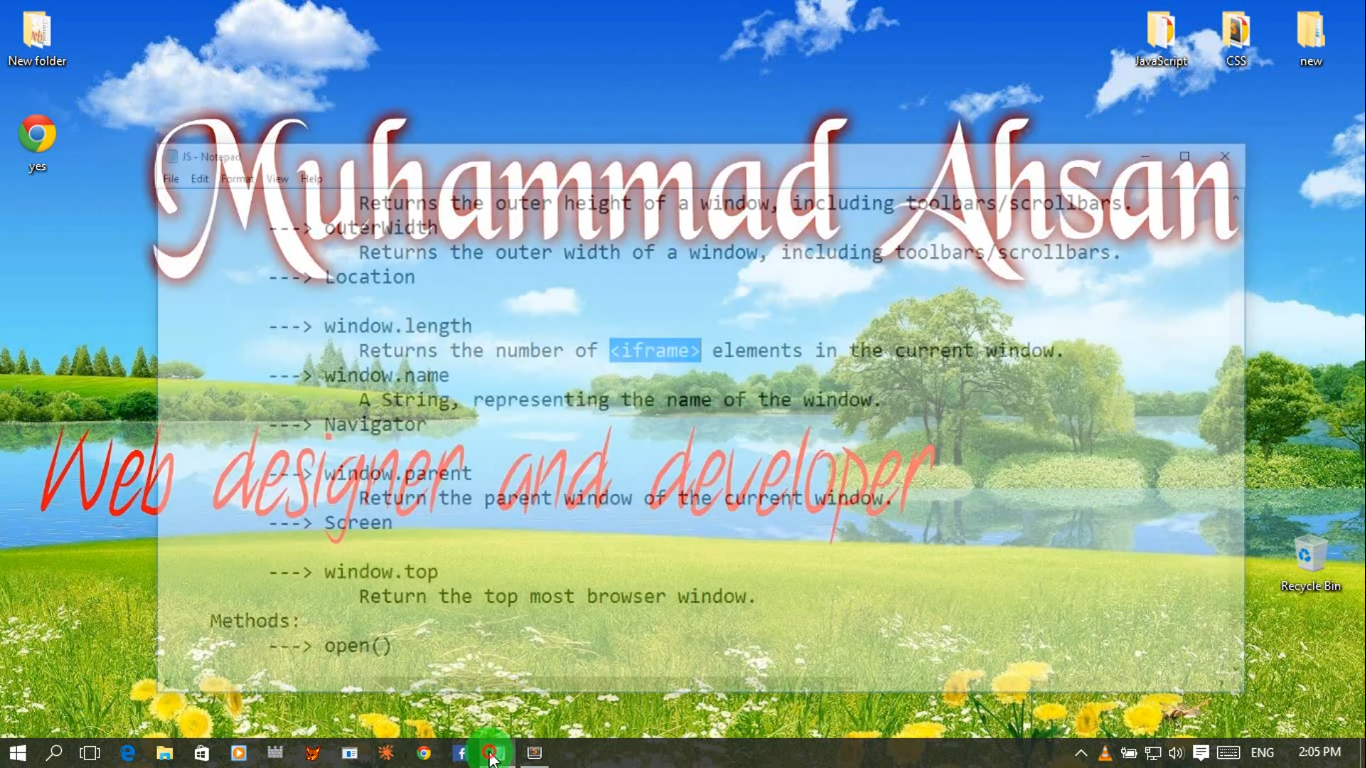 New folder
JavaScript
CSS
new
yes
Muhammad Ahsan
JS - Notepad
File Edit Format View Help
Returns the outer height of a window, including toolbars/scrollbars.
---> outerWidth
Returns the outer width of a window, including toolbars/scrollbars.
---> Location
---> window.length
Returns the number of <iframe> elements in the current window.
---> window.name
A String, representing the name of the window.
---> Navigator
Web designer and developer
---> window.parent
Return the parent window of the current window.
---> Screen
---> window.top
Return the top most browser window.
Recycle Bin
Methods:
---> open()
ENG
2:05 PM